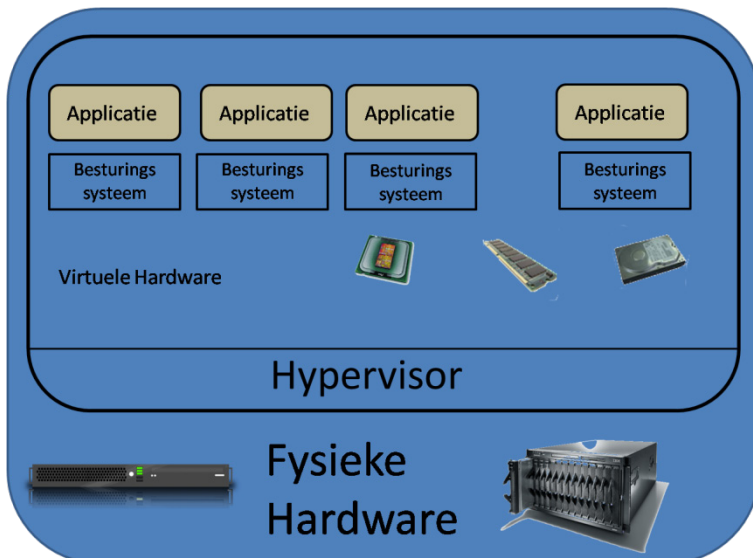 Applicatie Applicatie Applicatie Applicatie
Besturings Besturings Besturings Besturings
systeem systeem systeem systeem
Virtuele Hardware
Hypervisor
Fysieke
Hardware